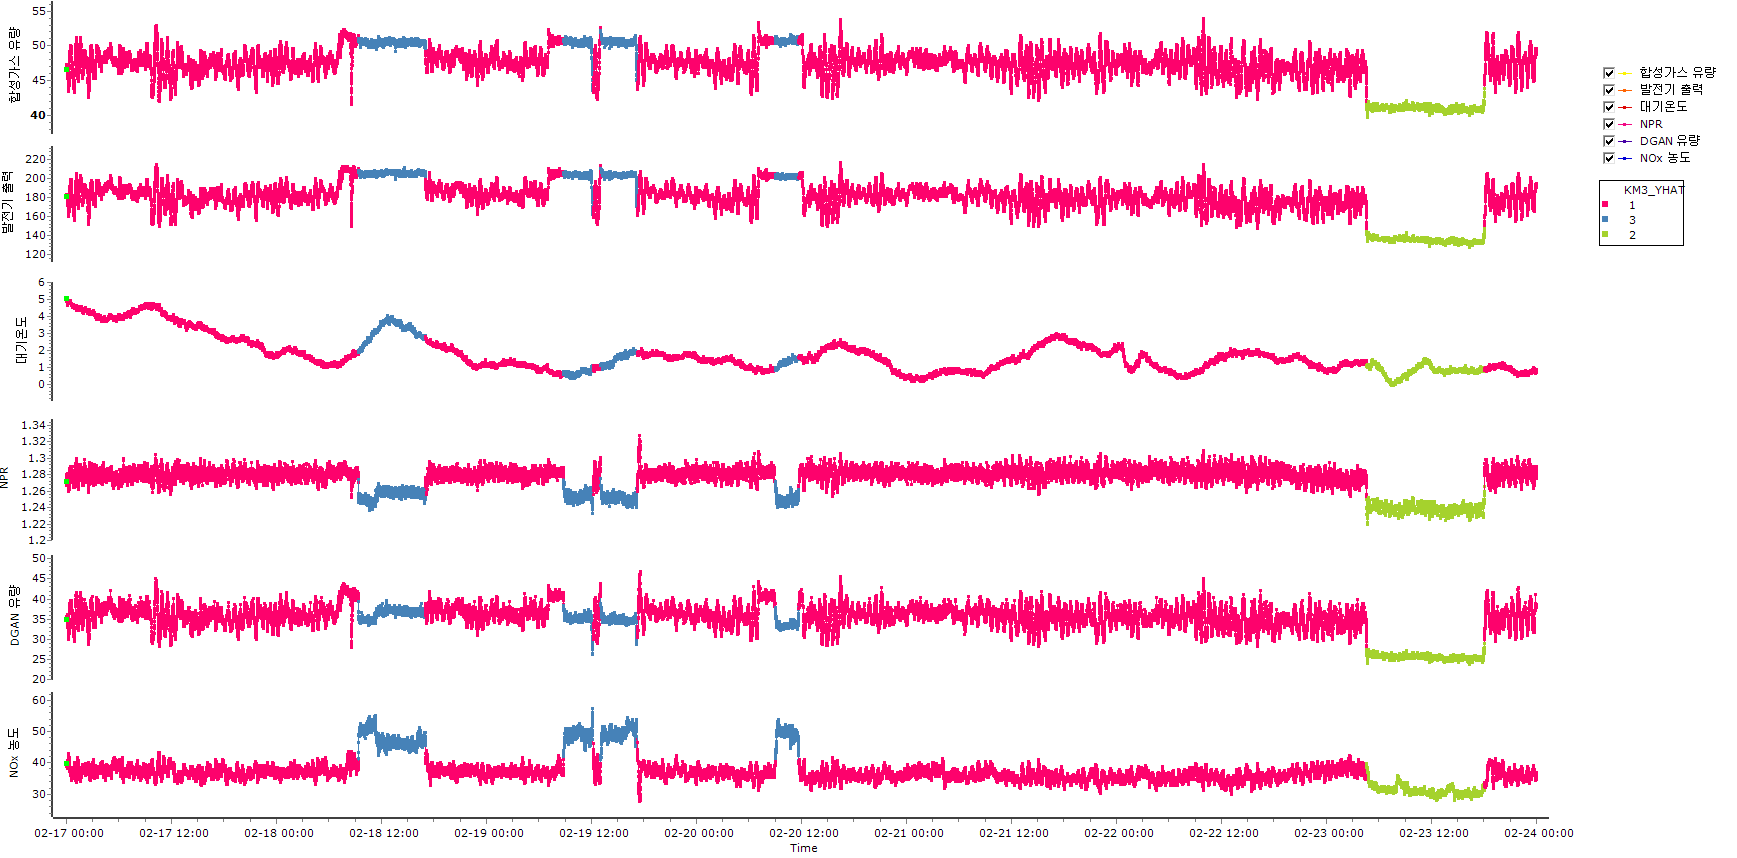 합성가스 유량
55
50
45
40
발전기 출력
220
200
180
160
140
120
대기온도
6
5
4
3
2
1
0
NPR
1.34
1.32
1.3
1.28
1.26
1.24
1.22
1.2
DGAN 유량
50
45
40
35
30
25
20
NOx 농도
60
50
40
30
02-17 00:00 02-17 12:00 02-18 00:00 02-18 12:00 02-19 00:00 02-19 12:00 02-20 00:00 02-20 12:00 02-21 00:00 02-21 12:00 02-22 00:00 02-22 12:00 02-23 00:00 02-23 12:00 02-24 00:00
Time
합성가스 유량
발전기 출력
대기온도
NPR
DGAN 유량
NOx 농도
KM3_YHAT
1
3
2